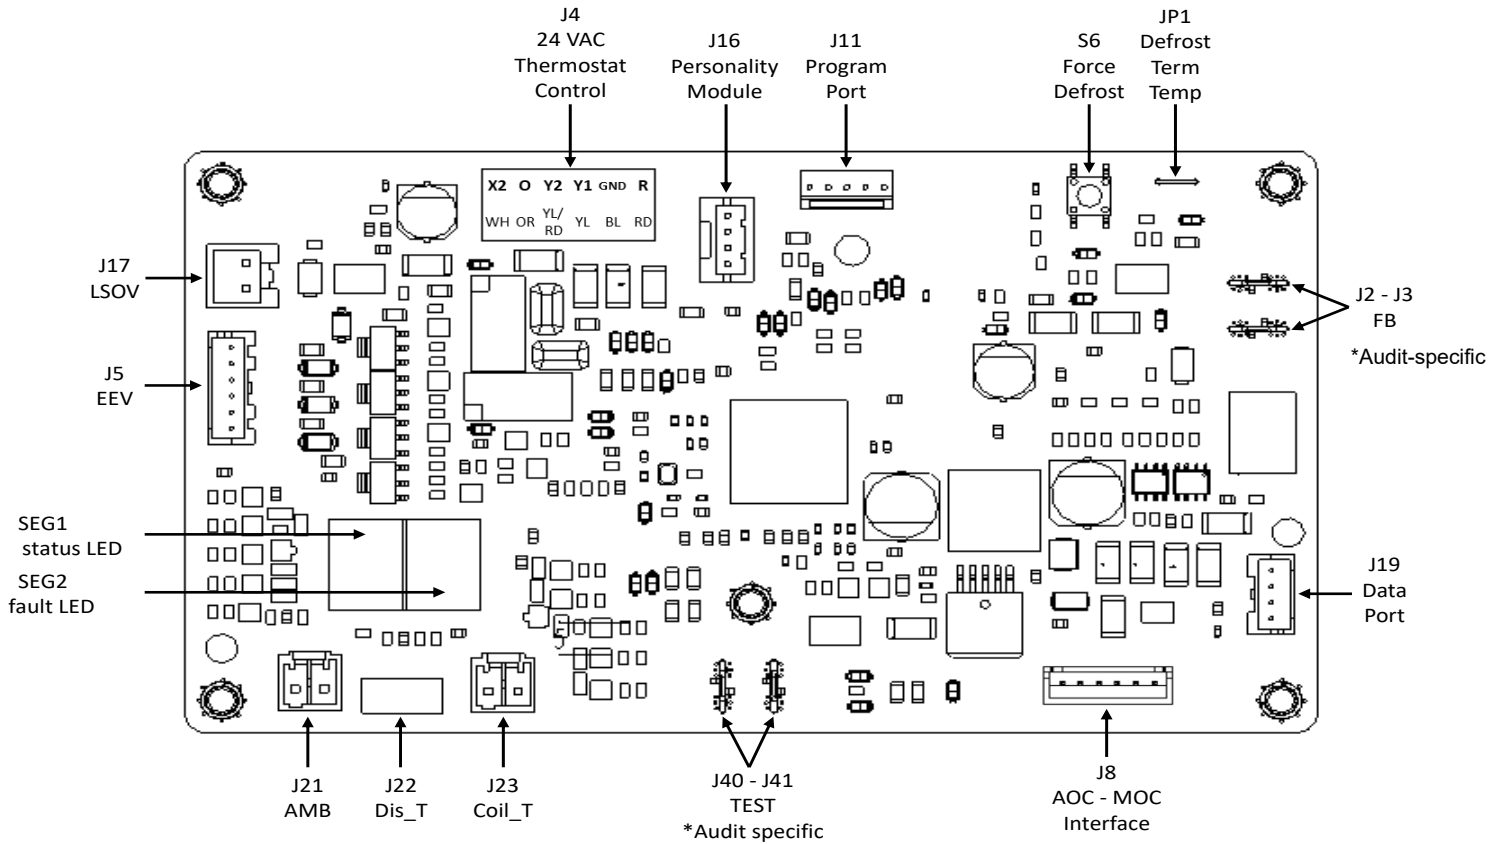 J4
24 VAC
Thermostat
Control
J16
Personality
Module
J11
Program
Port
S6
Force
Defrost
JP1
Defrost
Term
Temp
X2 O Y2 Y1 GND R
WH OR YL/RD YL BL RD
J17
LSOV
J5
EEV
SEG1
status LED
SEG2
fault LED
J2 - J3
FB
*Audit-specific
J19
Data
Port
J21
AMB
J22
Dis_T
J23
Coil_T
J40 - J41
TEST
*Audit specific
J8
AOC - MOC
Interface